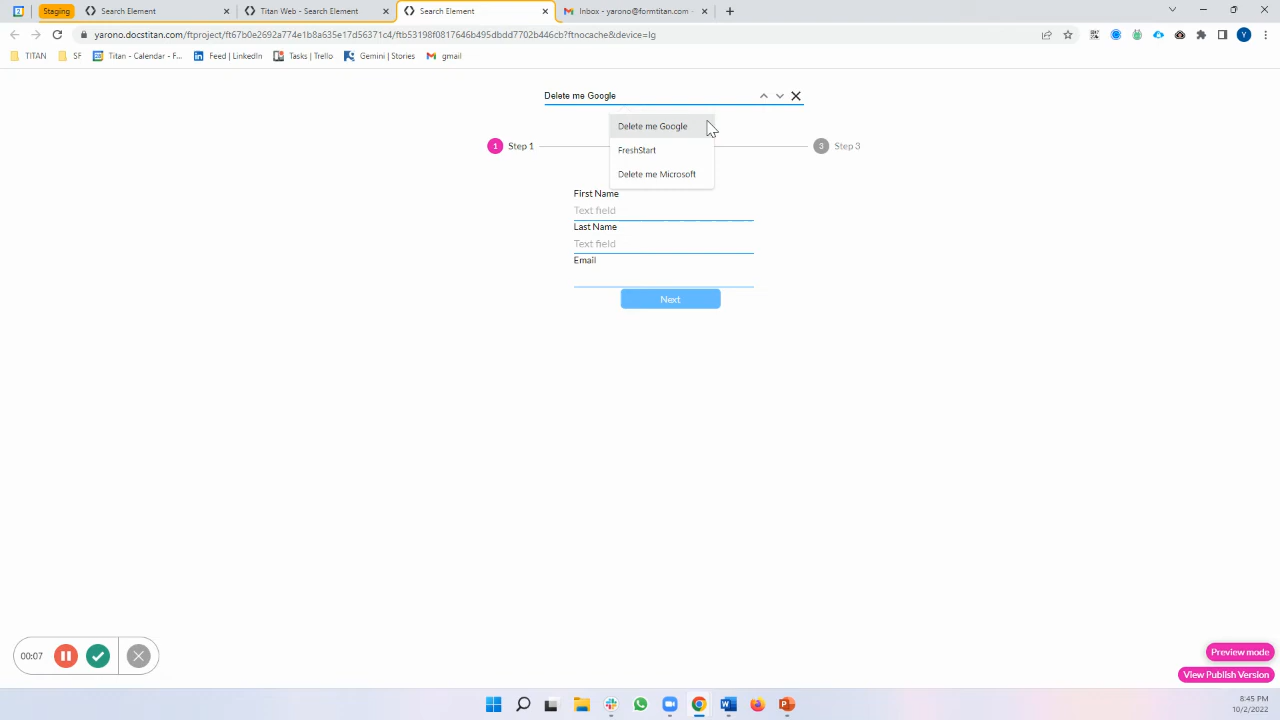 Staging
Search Element
Titan Web - Search Element
Search Element
Inbox - yarono@formtitan.com -
yarono.docstitan.com/ftproject/ft67b0e2692a774e1b8a635e17d56371c4/ftb53198f0817646b495dbdd7702b446cb?ftnocache&device=lg
Y
TITAN
SF
Titan - Calendar - F...
Feed | LinkedIn
Tasks | Trello
Gemini | Stories
gmail
Delete me Google
Delete me Google
FreshStart
Delete me Microsoft
1 Step 1
3 Step 3
First Name
Text field
Last Name
Text field
Email
Next
00:07
Preview mode
View Publish Version
8:45 PM
10/2/2022